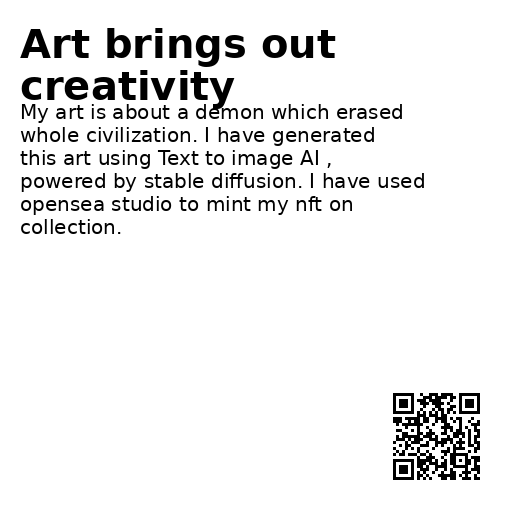 Art brings out
creativity
My art is about a demon which erased
whole civilization. I have generated
this art using Text to image AI ,
powered by stable diffusion. I have used
opensea studio to mint my nft on
collection.